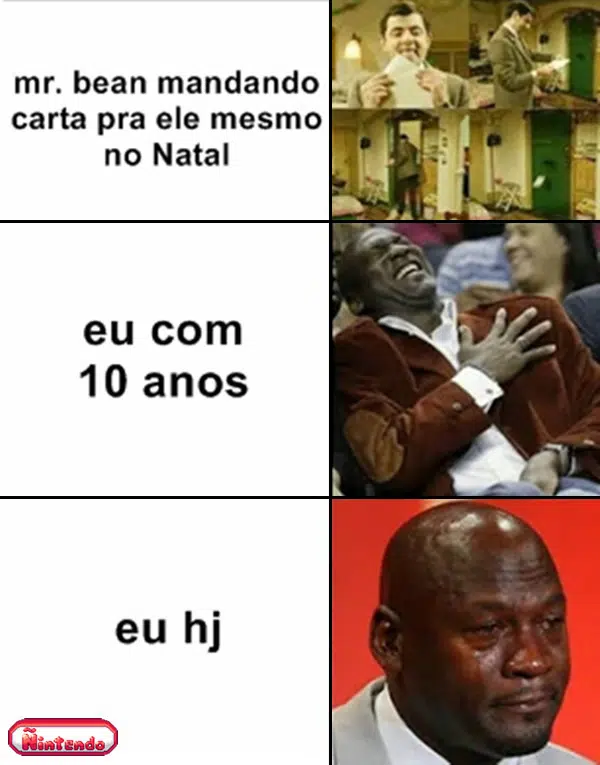 mr. bean mandando
carta pra ele mesmo
no Natal
eu com
10 anos
eu hj
Ñintendo